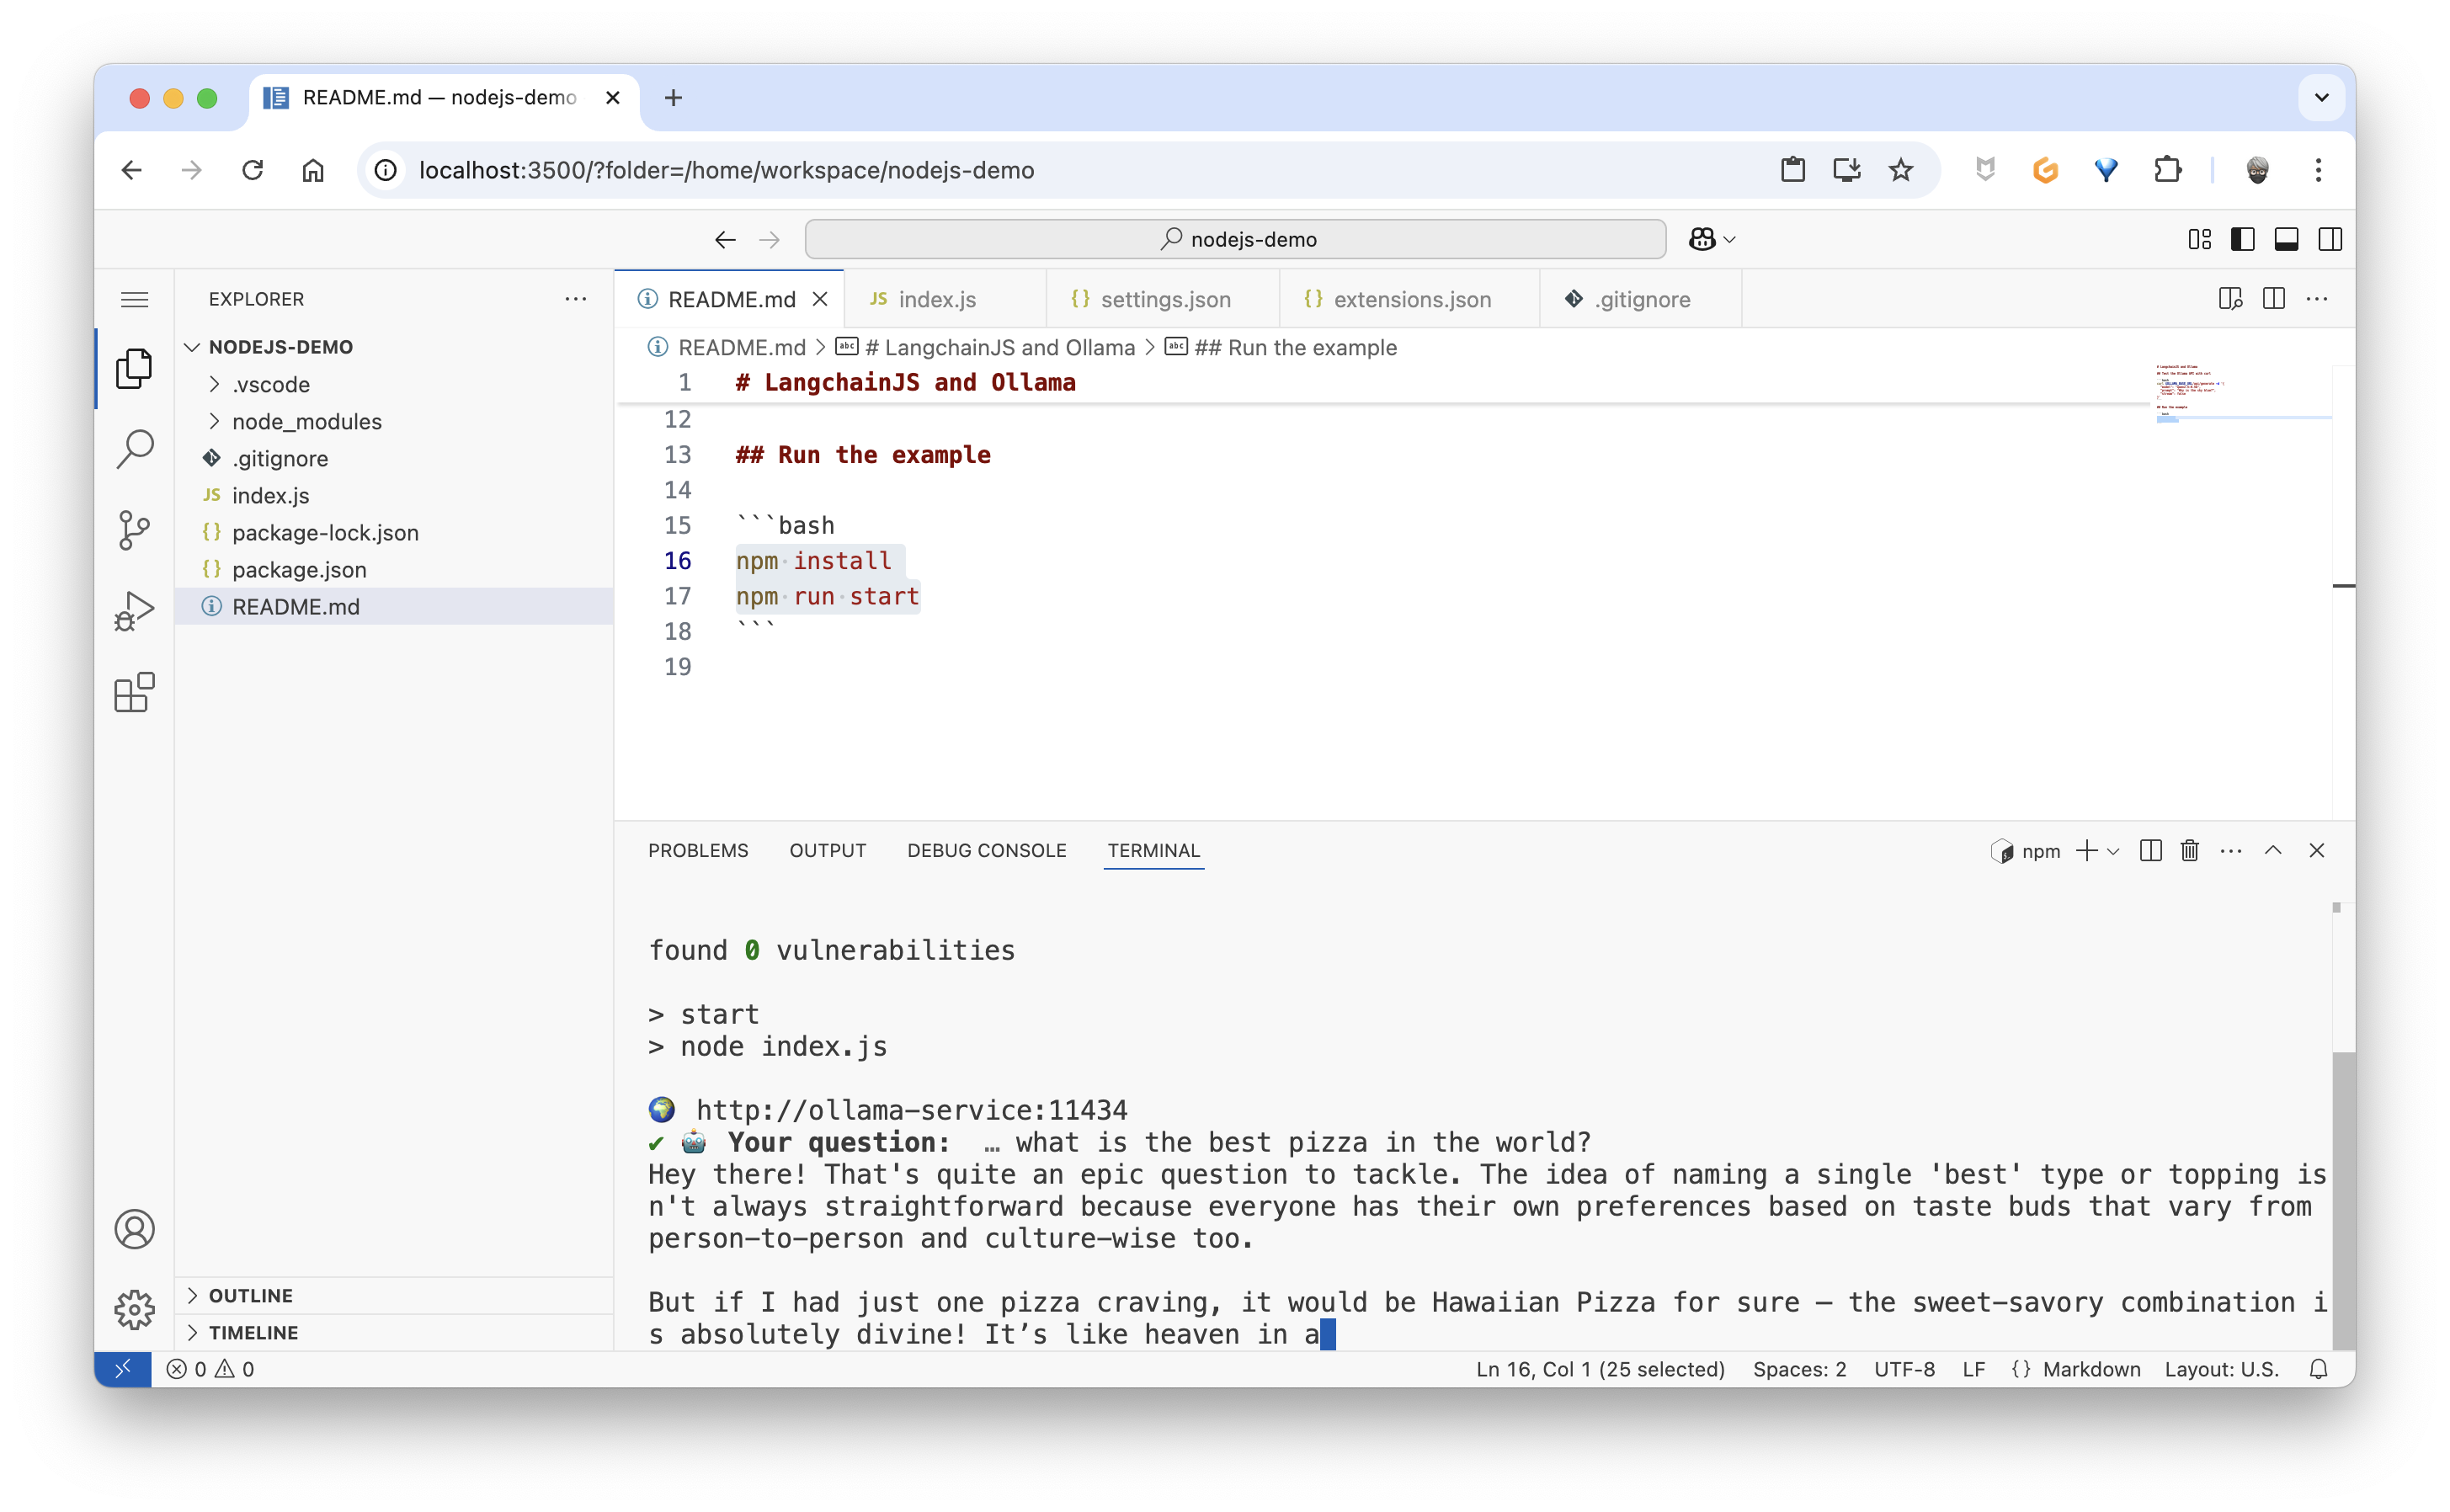 README.md — nodejs-demo
localhost:3500/?folder=/home/workspace/nodejs-demo
nodejs-demo
EXPLORER
NODEJS-DEMO
.vscode
node_modules
.gitignore
JS index.js
{} package-lock.json
{} package.json
README.md
OUTLINE
TIMELINE
README.md
JS index.js
{} settings.json
{} extensions.json
.gitignore
README.md > abc # LangchainJS and Ollama > abc ## Run the example
1 # LangchainJS and Ollama
12
13 ## Run the example
14
15 ```bash
16 npm install
17 npm run start
18 ```
19
PROBLEMS OUTPUT DEBUG CONSOLE TERMINAL
npm
found 0 vulnerabilities
> start
> node index.js
🌍 http://ollama-service:11434
✔ 🤖 Your question: … what is the best pizza in the world?
Hey there! That's quite an epic question to tackle. The idea of naming a single 'best' type or topping is
n't always straightforward because everyone has their own preferences based on taste buds that vary from
person-to-person and culture-wise too.
But if I had just one pizza craving, it would be Hawaiian Pizza for sure – the sweet-savory combination i
s absolutely divine! It’s like heaven in a
0 0
Ln 16, Col 1 (25 selected) Spaces: 2 UTF-8 LF {} Markdown Layout: U.S.